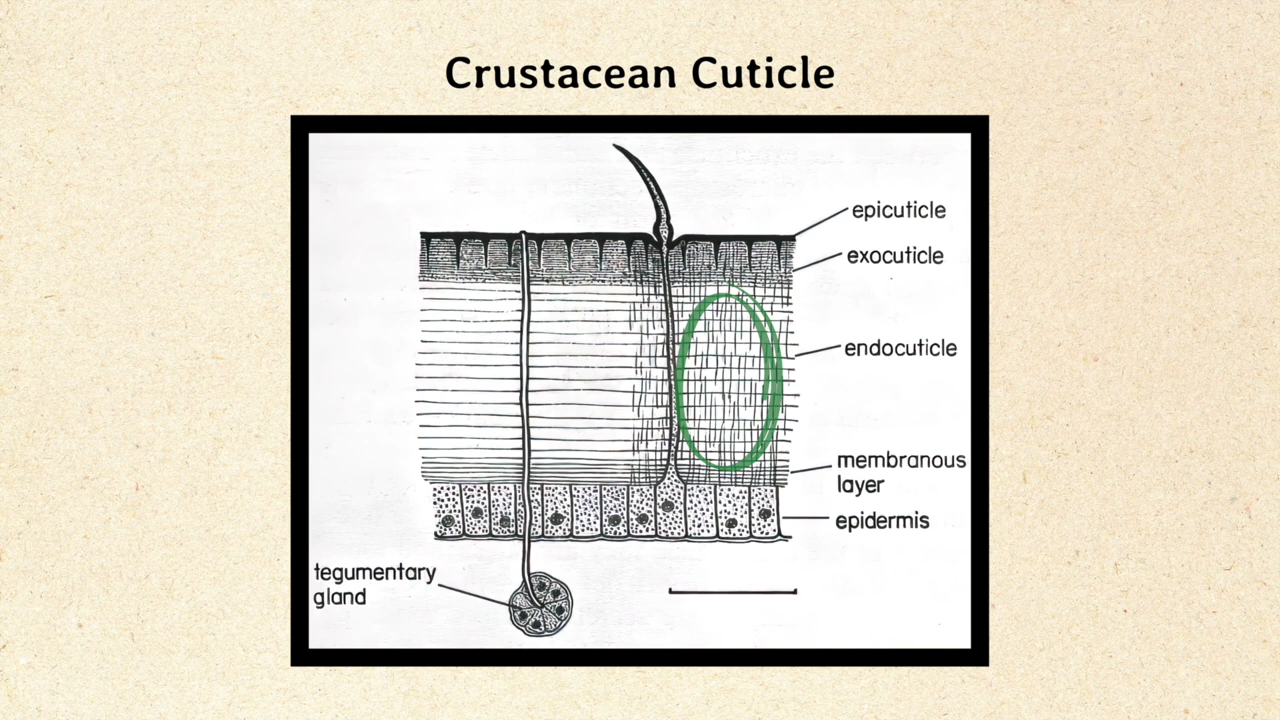 Crustacean Cuticle
epicuticle
exocuticle
endocuticle
membranous
layer
epidermis
tegumentary
gland